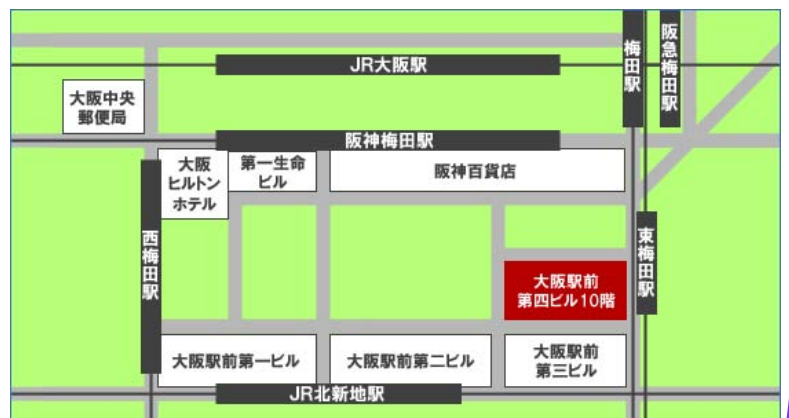 JR大阪駅
梅田駅
阪急梅田駅
大阪中央
郵便局
阪神梅田駅
大阪
ヒルトン
ホテル
第一生命
ビル
阪神百貨店
西梅田駅
東梅田駅
大阪駅前
第四ビル10階
大阪駅前第一ビル
大阪駅前第二ビル
大阪駅前
第三ビル
JR北新地駅